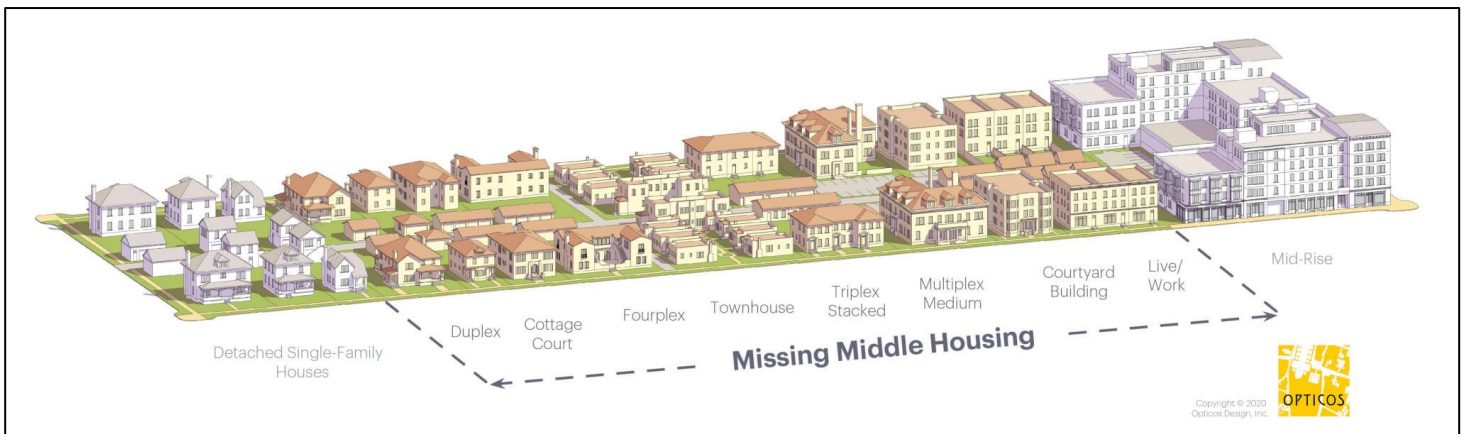 Detached Single-Family
Houses
Duplex
Cottage
Court
Fourplex
Townhouse
Triplex
Stacked
Multiplex
Medium
Courtyard
Building
Live/
Work
Mid-Rise
Missing Middle Housing
Copyright © 2020
Opticos Design, Inc.
OPTICOS